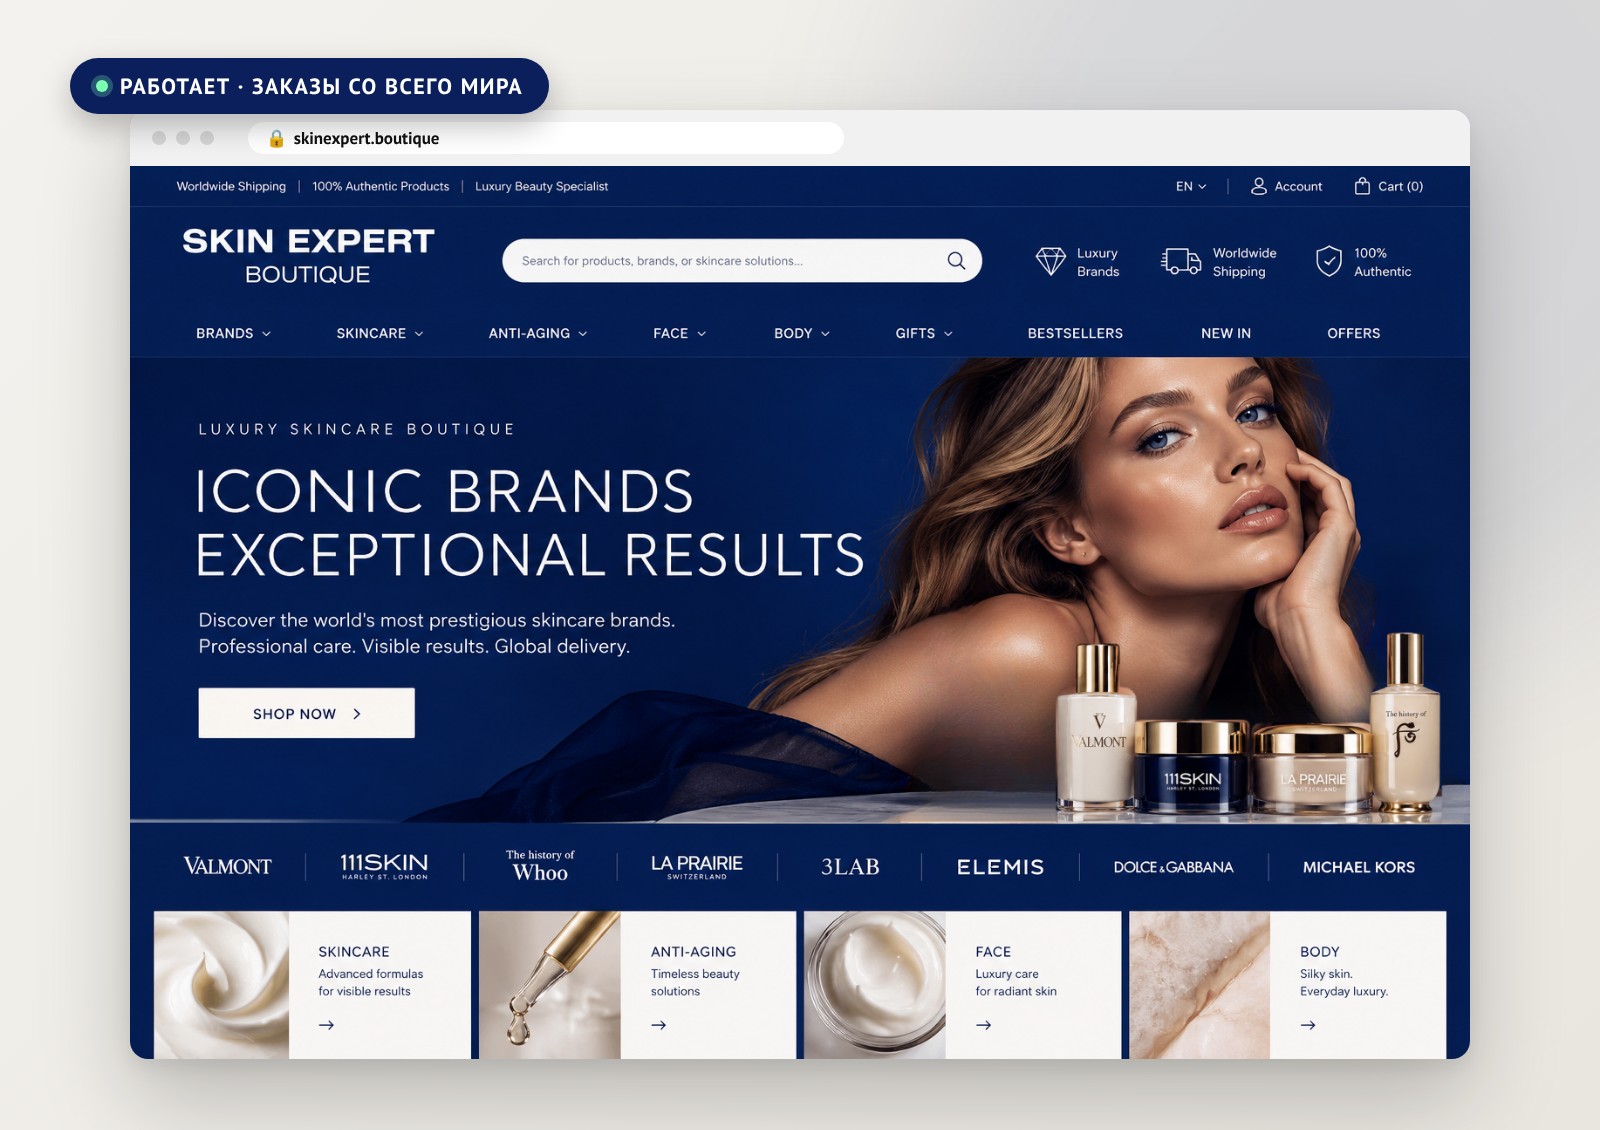 РАБОТАЕТ · ЗАКАЗЫ СО ВСЕГО МИРА
skinexpert.boutique
Worldwide Shipping | 100% Authentic Products | Luxury Beauty Specialist
EN
Account
Cart (0)
SKIN EXPERT
BOUTIQUE
Search for products, brands, or skincare solutions...
Luxury
Brands
Worldwide
Shipping
100%
Authentic
BRANDS
SKINCARE
ANTI-AGING
FACE
BODY
GIFTS
BESTSELLERS
NEW IN
OFFERS
LUXURY SKINCARE BOUTIQUE
ICONIC BRANDS
EXCEPTIONAL RESULTS
Discover the world's most prestigious skincare brands.
Professional care. Visible results. Global delivery.
SHOP NOW
V
VALMONT
111SKIN
HARLEY ST. LONDON
LA PRAIRIE
SWITZERLAND
The history of
VALMONT
111SKIN
HARLEY ST. LONDON
The history of
Whoo
LA PRAIRIE
SWITZERLAND
3LAB
ELEMIS
DOLCE & GABBANA
MICHAEL KORS
SKINCARE
Advanced formulas
for visible results
→
ANTI-AGING
Timeless beauty
solutions
→
FACE
Luxury care
for radiant skin
→
BODY
Silky skin.
Everyday luxury.
→